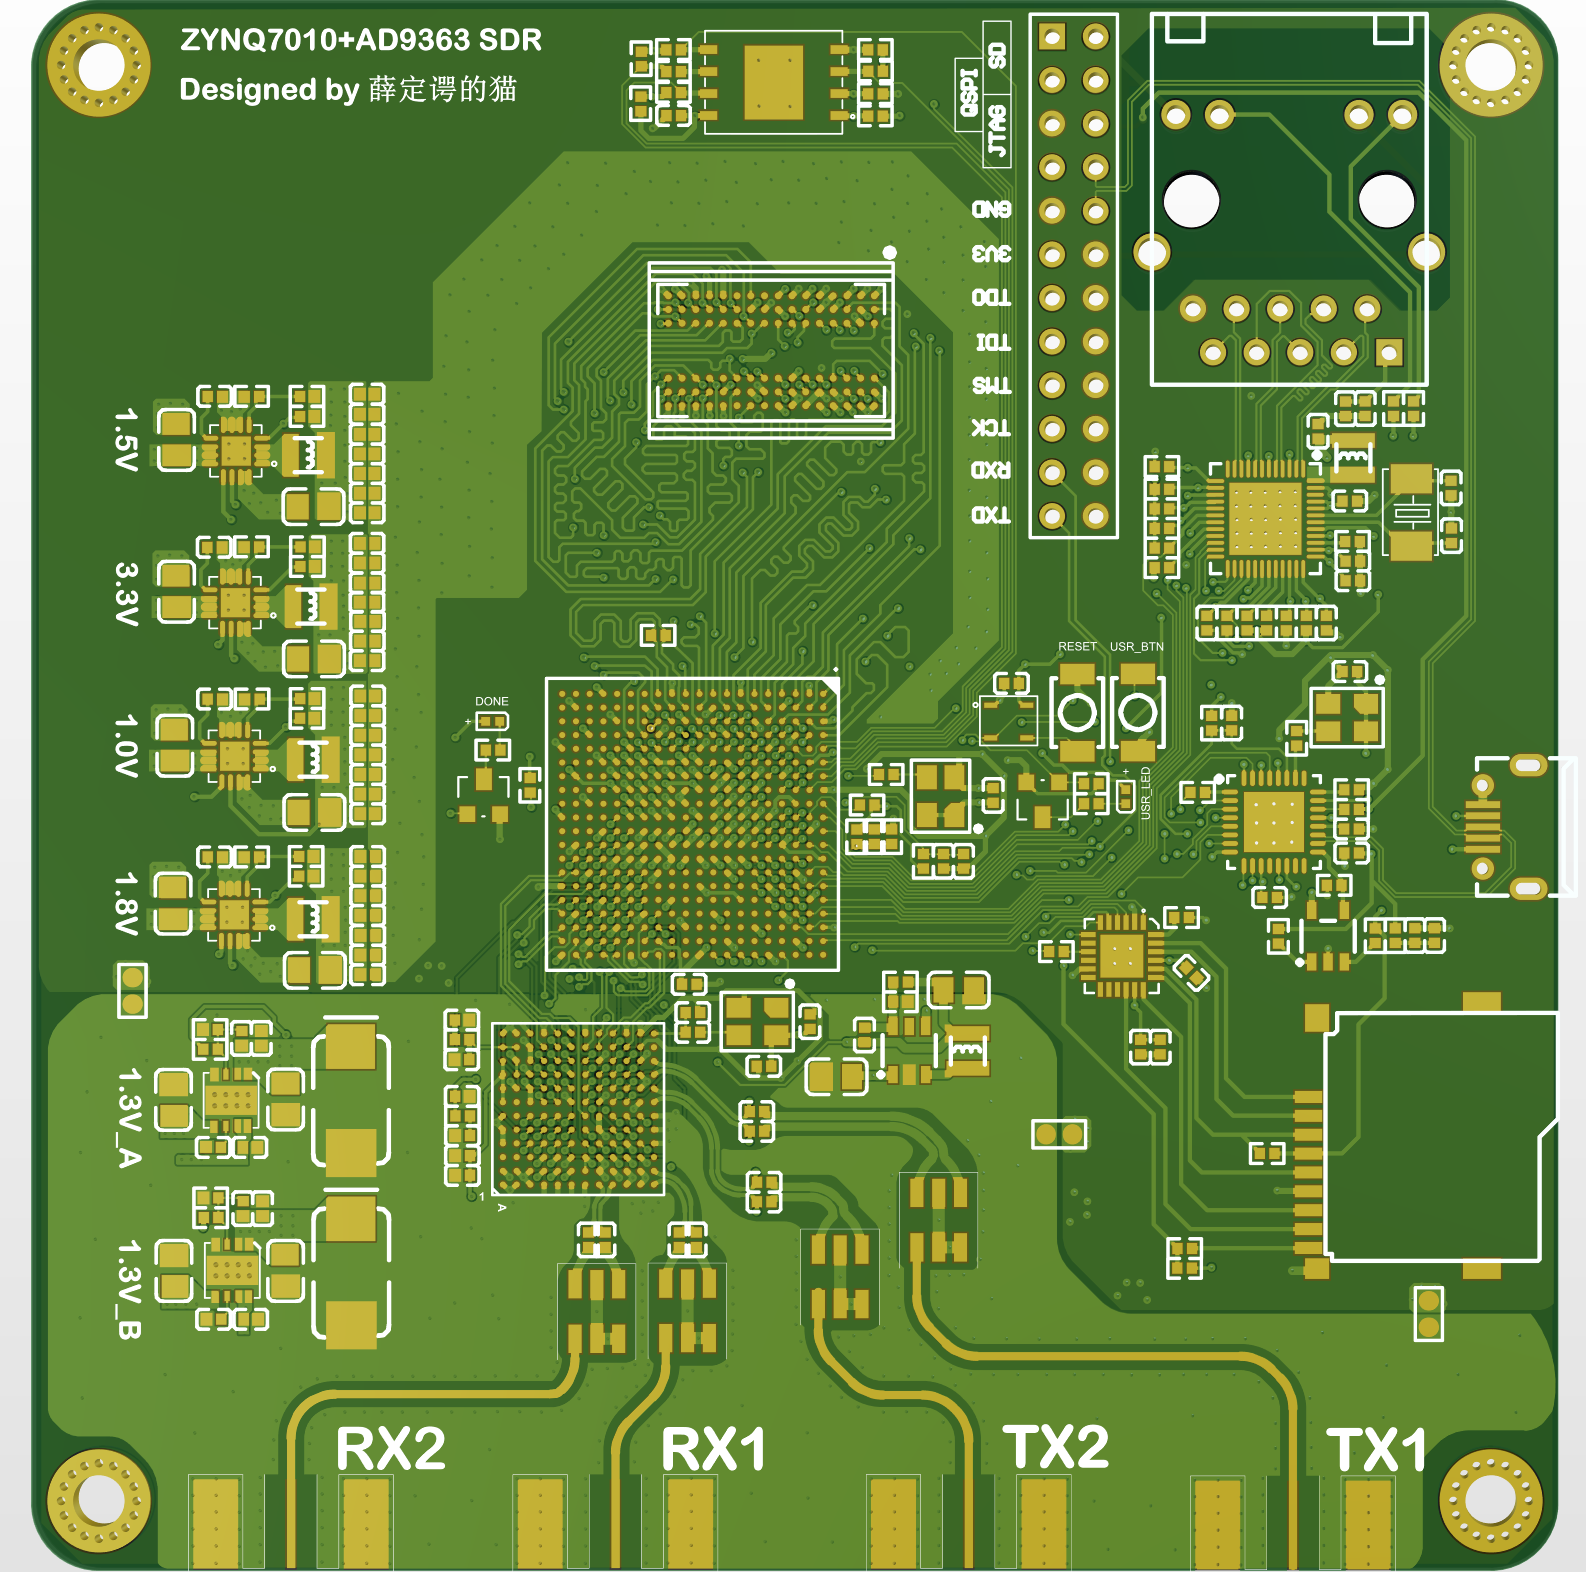 ZYNQ7010+AD9363 SDR
Designed by 薛定谔的猫
SD
QSPI
JTAG
GND
3V3
TDO
TDI
TMS
TCK
RXD
TXD
1.5V
3.3V
1.0V
1.8V
RESET
USR_BTN
DONE
+
-
-
+
USR_LED
1.3V_A
1
A
1.3V_B
RX2
RX1
TX2
TX1